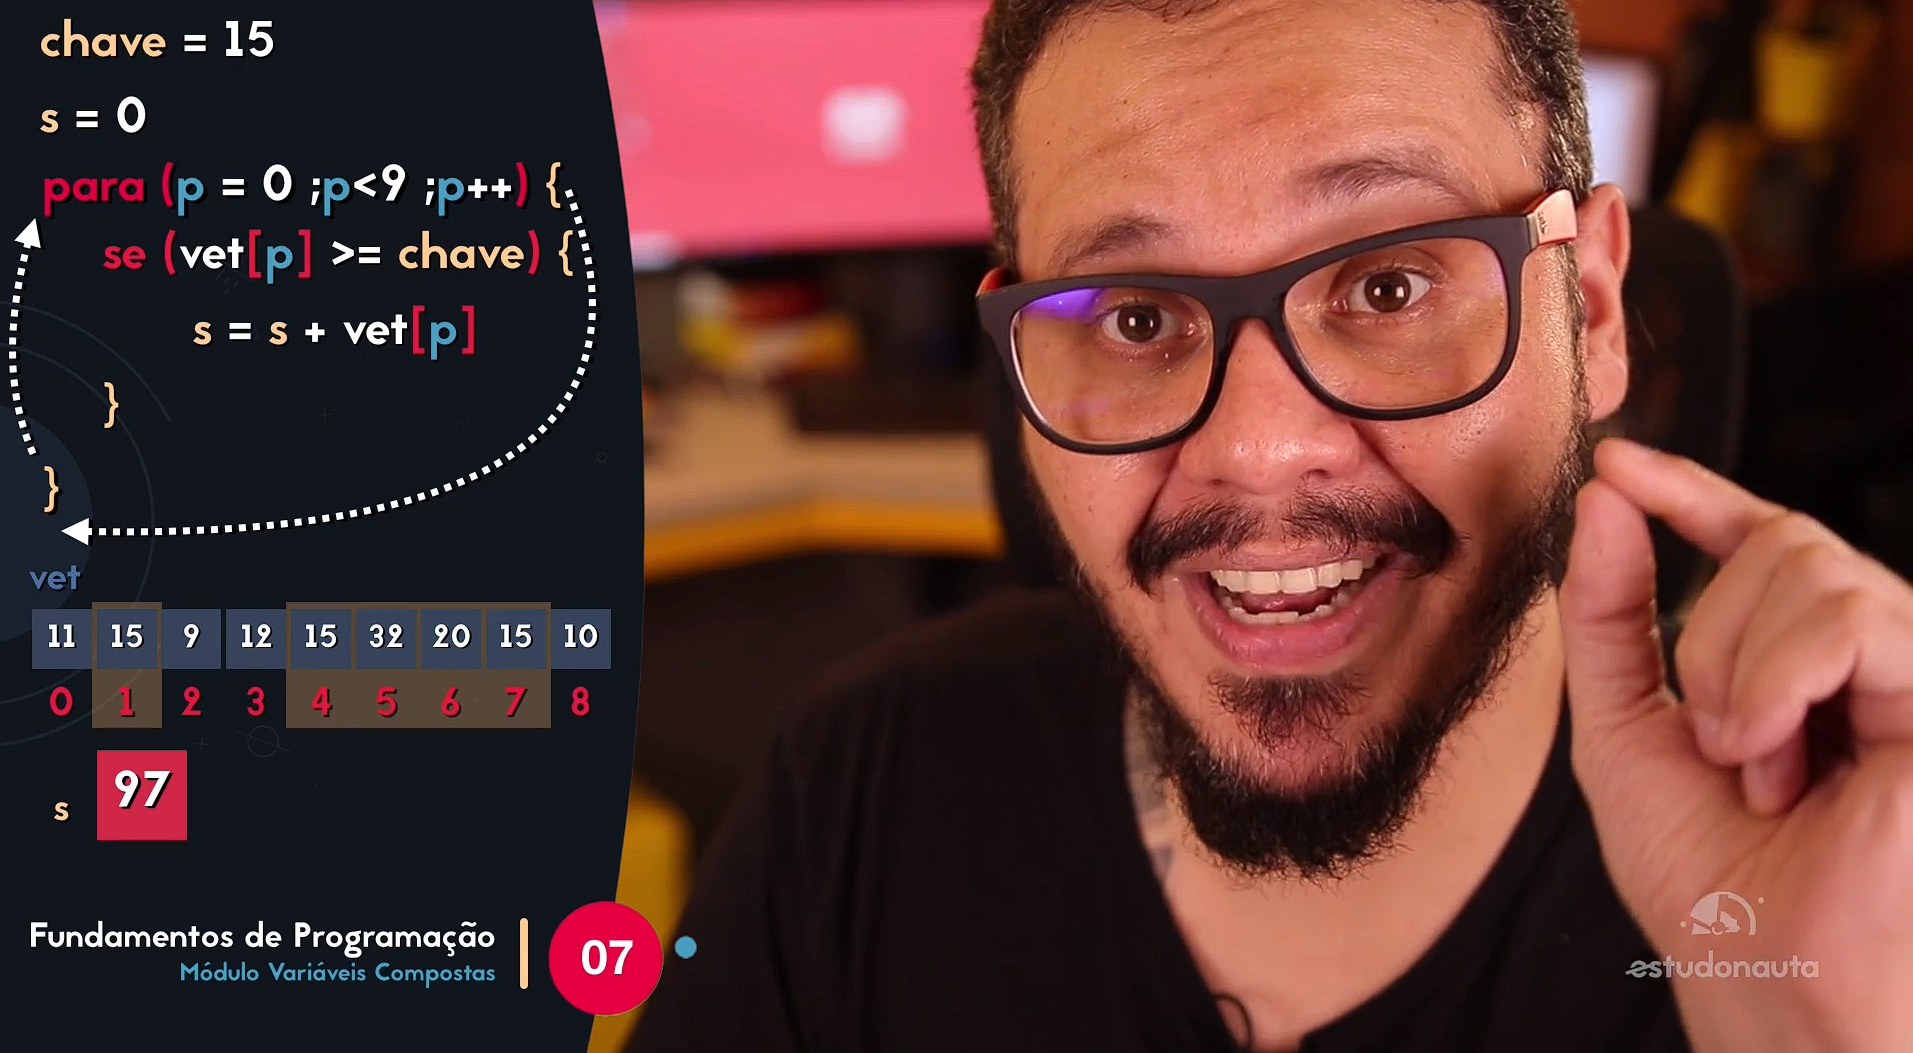 chave = 15
s = 0
para (p = 0 ;p<9 ;p++) {
se (vet[p] >= chave) {
s = s + vet[p]
}
}
vet
11 15 9 12 15 32 20 15 10
0 1 2 3 4 5 6 7 8
s 97
Fundamentos de Programação
Módulo Variáveis Compostas
07
estudonauta